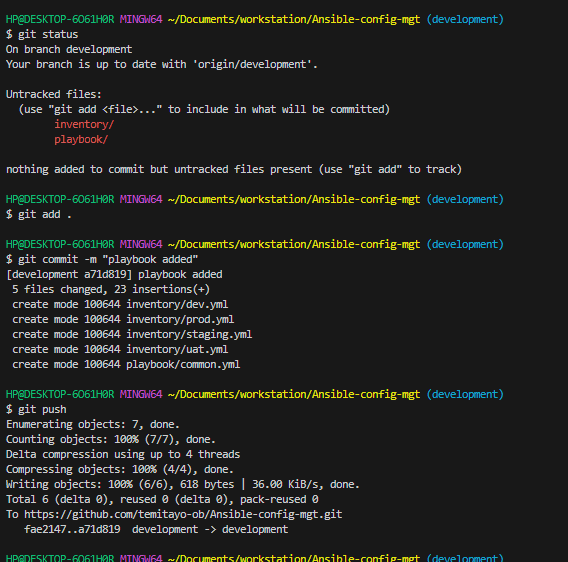 HP@DESKTOP-6O61H0R MINGW64 ~/Documents/workstation/Ansible-config-mgt (development)
$ git status
On branch development
Your branch is up to date with 'origin/development'.
Untracked files:
  (use "git add <file>..." to include in what will be committed)
        inventory/
        playbook/
nothing added to commit but untracked files present (use "git add" to track)
HP@DESKTOP-6O61H0R MINGW64 ~/Documents/workstation/Ansible-config-mgt (development)
$ git add .
HP@DESKTOP-6O61H0R MINGW64 ~/Documents/workstation/Ansible-config-mgt (development)
$ git commit -m "playbook added"
[development a71d819] playbook added
 5 files changed, 23 insertions(+)
 create mode 100644 inventory/dev.yml
 create mode 100644 inventory/prod.yml
 create mode 100644 inventory/staging.yml
 create mode 100644 inventory/uat.yml
 create mode 100644 playbook/common.yml
HP@DESKTOP-6O61H0R MINGW64 ~/Documents/workstation/Ansible-config-mgt (development)
$ git push
Enumerating objects: 7, done.
Counting objects: 100% (7/7), done.
Delta compression using up to 4 threads
Compressing objects: 100% (4/4), done.
Writing objects: 100% (6/6), 618 bytes | 36.00 KiB/s, done.
Total 6 (delta 0), reused 0 (delta 0), pack-reused 0
To https://github.com/temitayo-ob/Ansible-config-mgt.git
   fae2147..a71d819  development -> development
HP@DESKTOP-6O61H0R MINGW64 ~/Documents/workstation/Ansible-config-mgt (development)